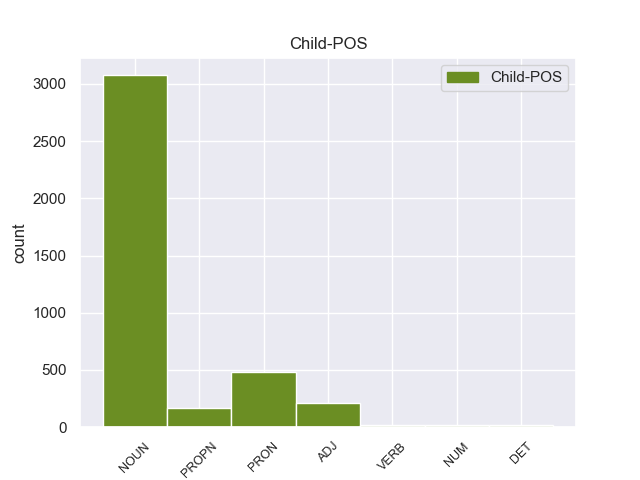 Child-POS
Child-POS
3000
2500
2000
1500
1000
500
0
count
NOUN
PROPN
PRON
ADJ
VERB
NUM
DET